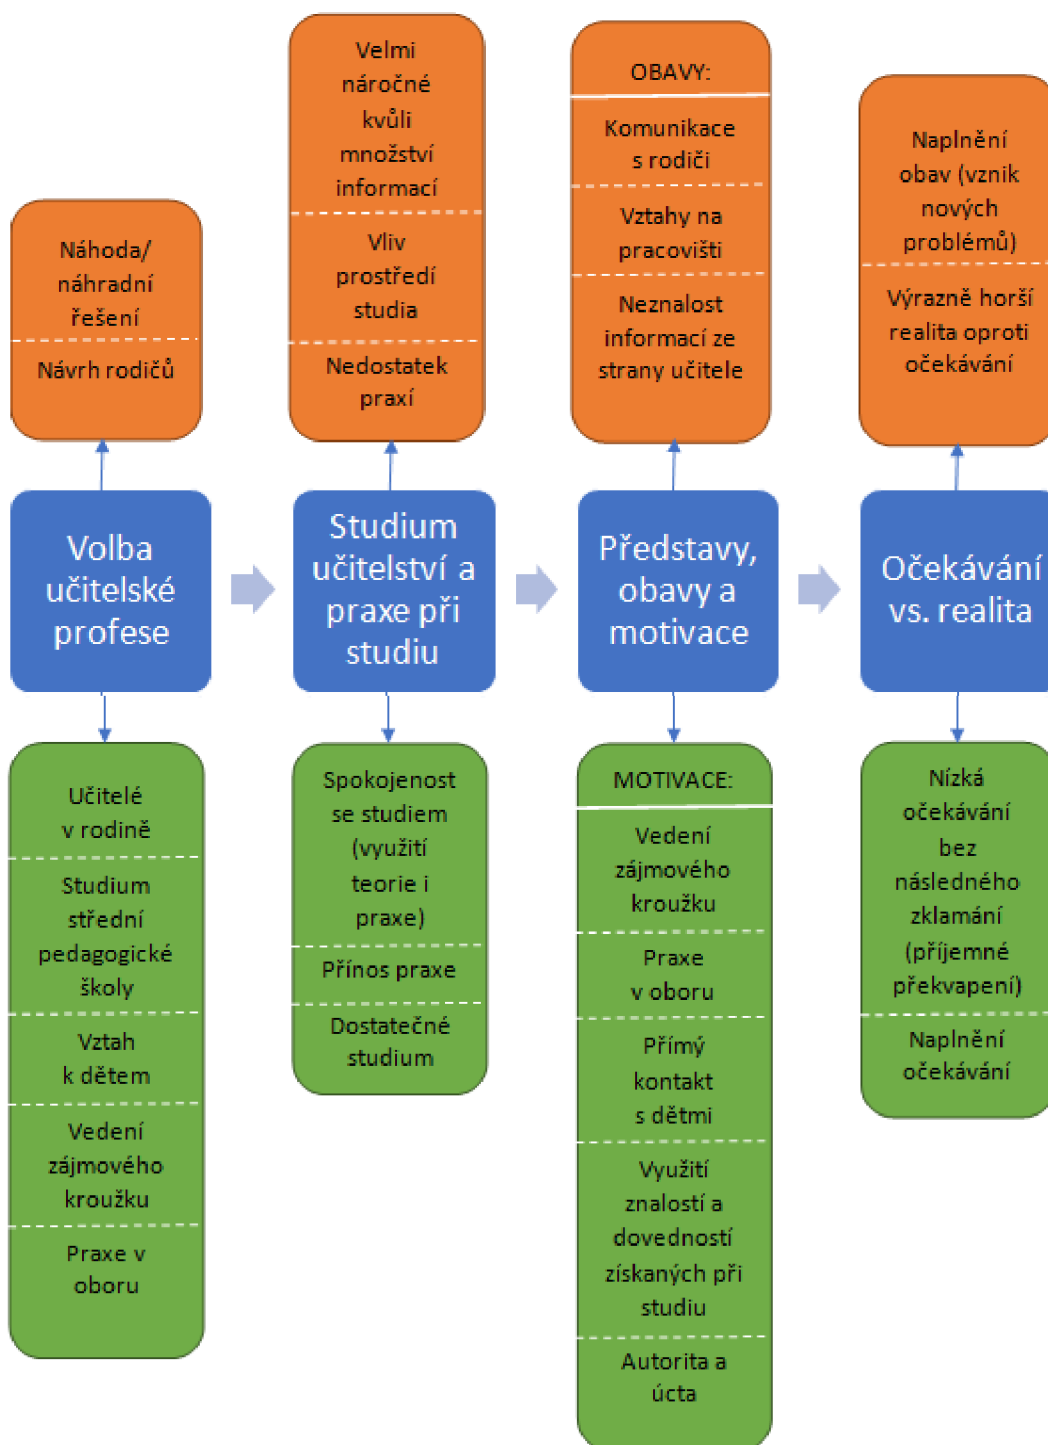 Náhoda/
náhradní
řešení
Návrh rodičů
Velmi
náročné
kvůli
množství
informací
Vliv
prostředí
studia
Nedostatek
praxí
OBAVY:
Komunikace
s rodiči
Vztahy na
pracovišti
Neznalost
informací ze
strany učitele
Naplnění
obav (vznik
nových
problémů)
Výrazně horší
realita oproti
očekávání
Volba
učitelské
profese
Studium
učitelství a
praxe při
studiu
Představy,
obavy a
motivace
Očekávání
vs. realita
Učitelé
v rodině
Studium
střední
pedagogické
školy
Vztah
k dětem
Vedení
zájmového
kroužku
Praxe v
oboru
Spokojenost
se studiem
(využití
teorie i
praxe)
Přínos praxe
Dostatečné
studium
MOTIVACE:
Vedení
zájmového
kroužku
Praxe
v oboru
Přímý
kontakt
s dětmi
Využití
znalostí a
dovedností
získaných při
studiu
Autorita a
úcta
Nízká
očekávání
bez
následného
zklamání
(příjemné
překvapení)
Naplnění
očekávání